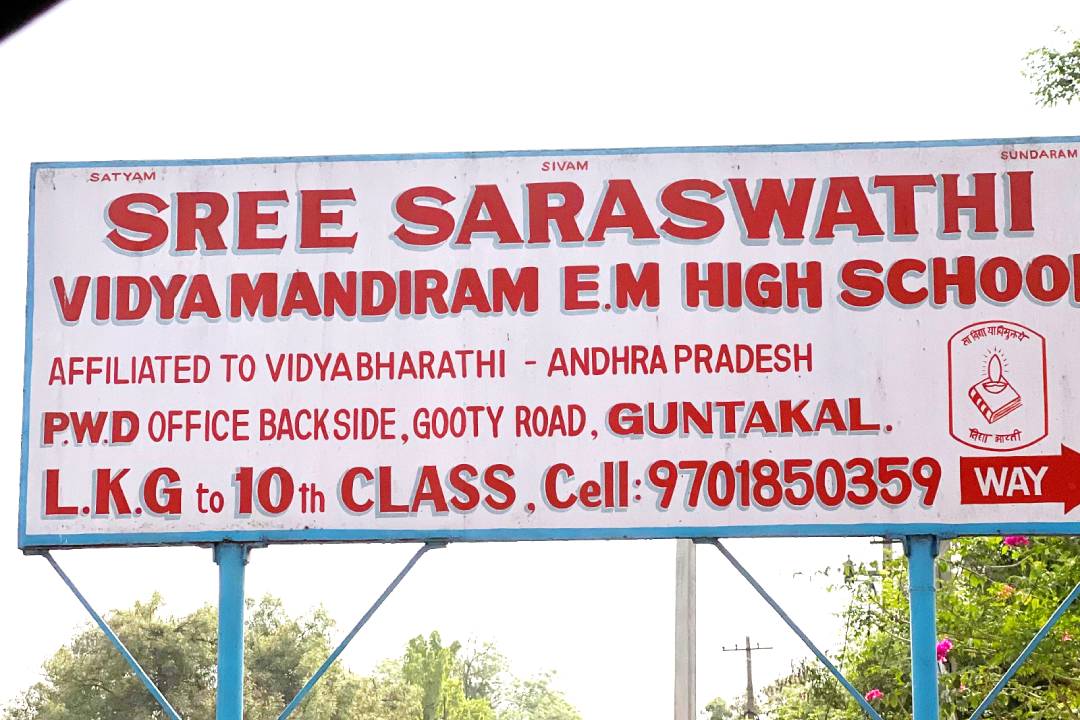 SATYAM SIVAM SUNDARAM
SREE SARASWATHI
VIDYA MANDIRAM E.M HIGH SCHOOL
AFFILIATED TO VIDYABHARATHI - ANDHRA PRADESH
P.W.D OFFICE BACKSIDE, GOOTY ROAD, GUNTAKAL.
L.K.G to 10th CLASS, Cell: 9701850359
सा विद्या या विमुक्तये
विद्या भारती
WAY